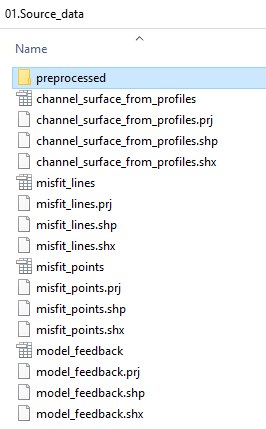 01.Source_data
Name
preprocessed
channel_surface_from_profiles
channel_surface_from_profiles.prj
channel_surface_from_profiles.shp
channel_surface_from_profiles.shx
misfit_lines
misfit_lines.prj
misfit_lines.shp
misfit_lines.shx
misfit_points
misfit_points.prj
misfit_points.shp
misfit_points.shx
model_feedback
model_feedback.prj
model_feedback.shp
model_feedback.shx